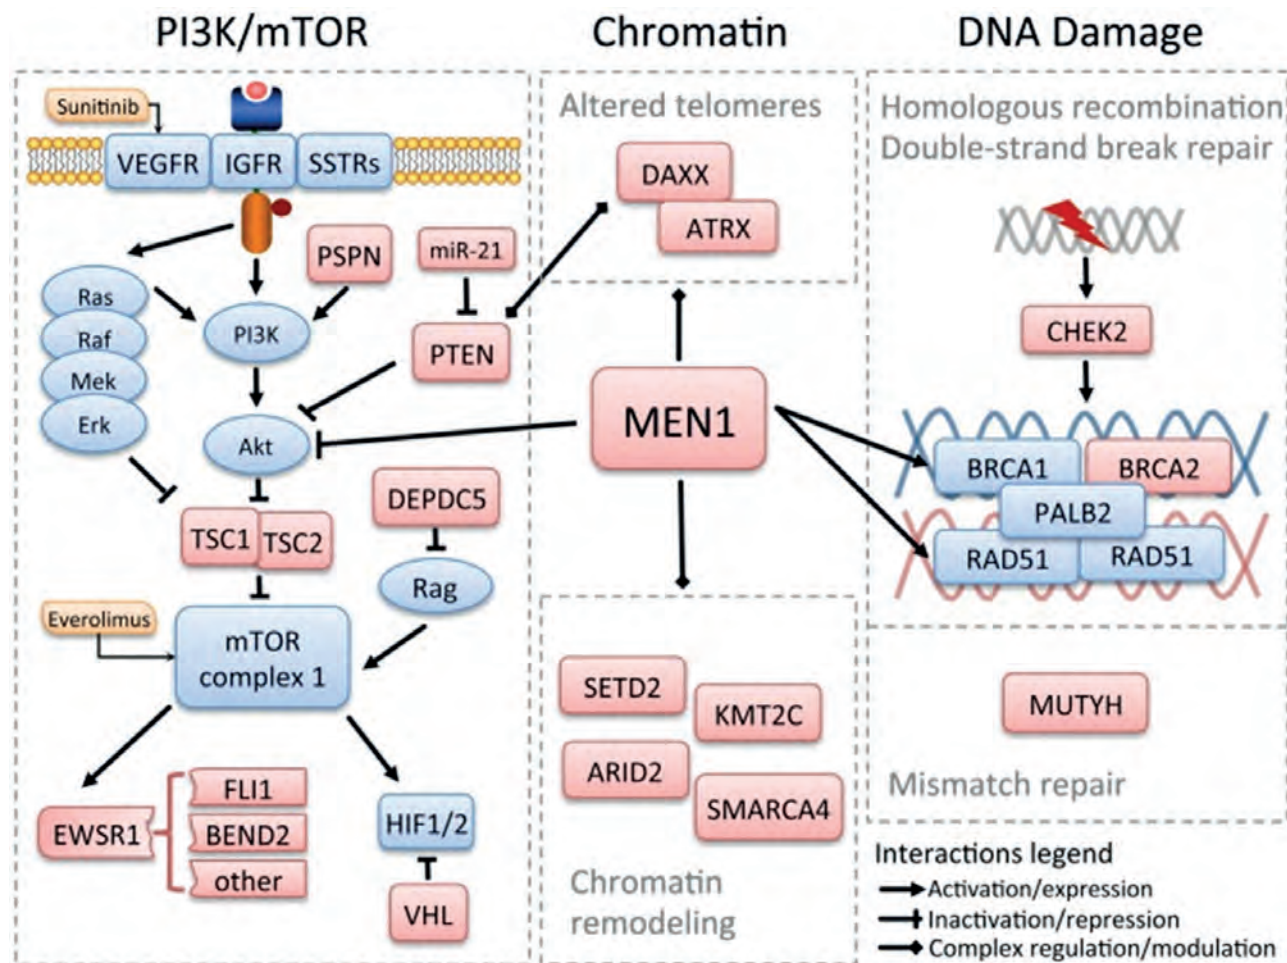 PI3K/mTOR
Chromatin
DNA Damage
Sunitinib
VEGFR
IGFR
SSTRs
PSPN
miR-21
Ras
Raf
Mek
Erk
PI3K
PTEN
Akt
TSC1
TSC2
DEPDC5
Rag
Everolimus
mTOR
complex 1
EWSR1
FLI1
BEND2
other
HIF1/2
VHL
Altered telomeres
DAXX
ATRX
MEN1
SETD2
KMT2C
ARID2
SMARCA4
Chromatin
remodeling
Homologous recombination
Double-strand break repair
CHEK2
BRCA1
BRCA2
PALB2
RAD51
RAD51
MUTYH
Mismatch repair
Interactions legend
Activation/expression
Inactivation/repression
Complex regulation/modulation